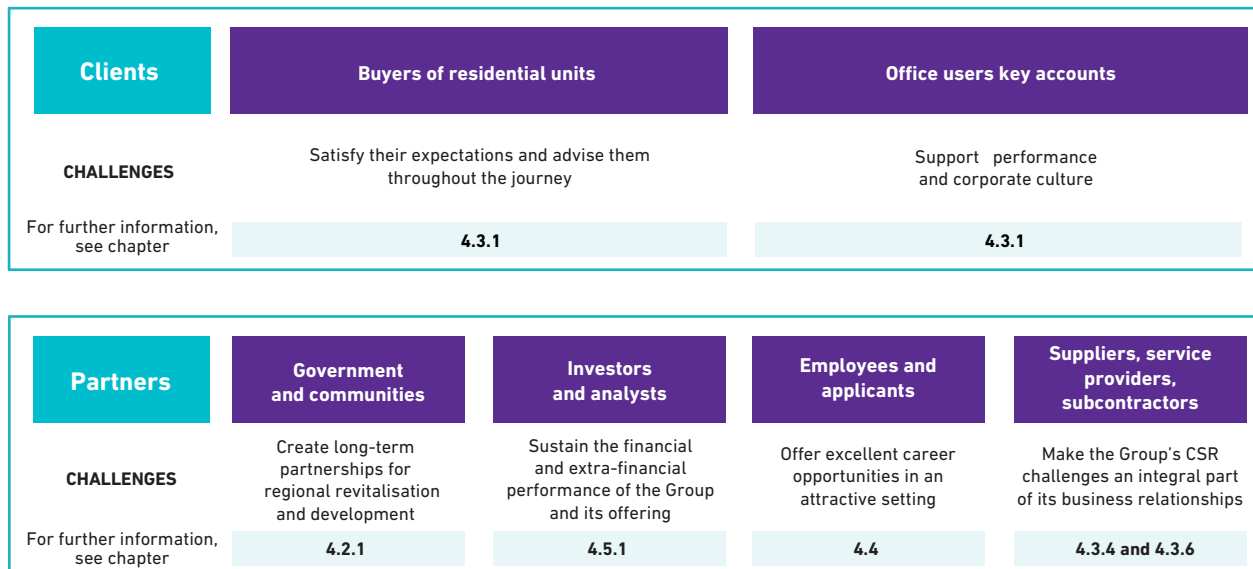 Clients
Buyers of residential units
Office users key accounts
CHALLENGES
Satisfy their expectations and advise them
throughout the journey
Support performance
and corporate culture
For further information,
see chapter
4.3.1
4.3.1
Partners
Government
and communities
Investors
and analysts
Employees and
applicants
Suppliers, service
providers,
subcontractors
CHALLENGES
Create long-term
partnerships for
regional revitalisation
and development
Sustain the financial
and extra-financial
performance of the Group
and its offering
Offer excellent career
opportunities in an
attractive setting
Make the Group's CSR
challenges an integral part
of its business relationships
For further information,
see chapter
4.2.1
4.5.1
4.4
4.3.4 and 4.3.6